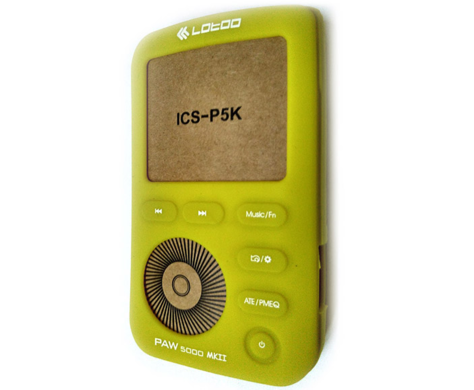 LOTOO
ICS-P5K
Music/Fn
ATE/PMEQ
PAW 5000 MKII